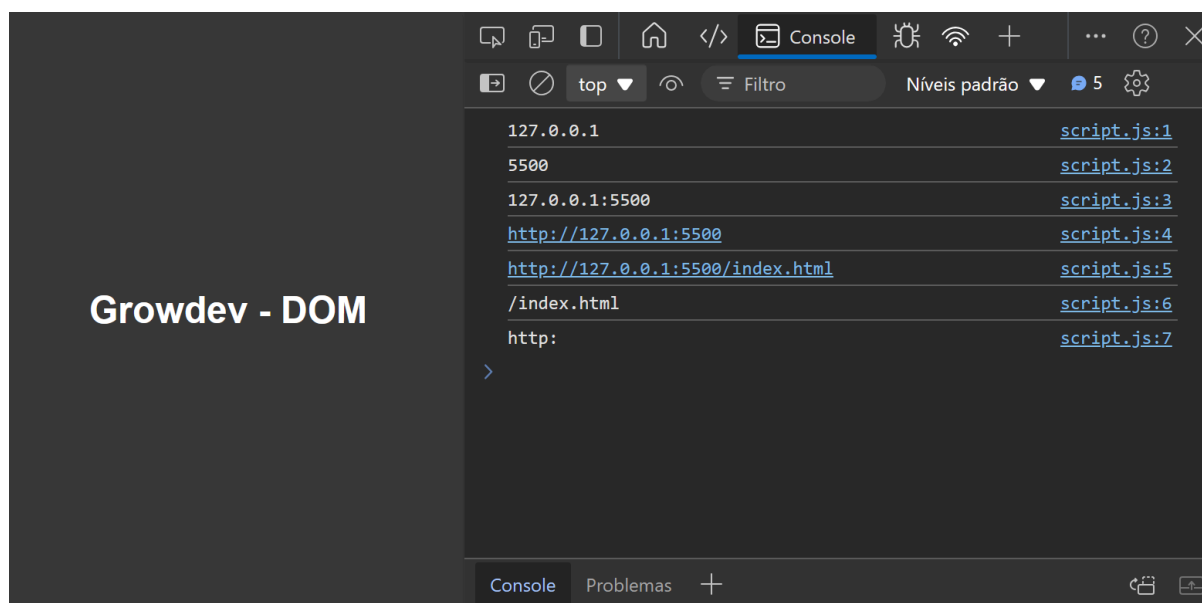 Console
top
Filtro
Níveis padrão
5
127.0.0.1 script.js:1
5500 script.js:2
127.0.0.1:5500 script.js:3
http://127.0.0.1:5500 script.js:4
http://127.0.0.1:5500/index.html script.js:5
Growdev - DOM
/index.html script.js:6
http: script.js:7
Console Problemas